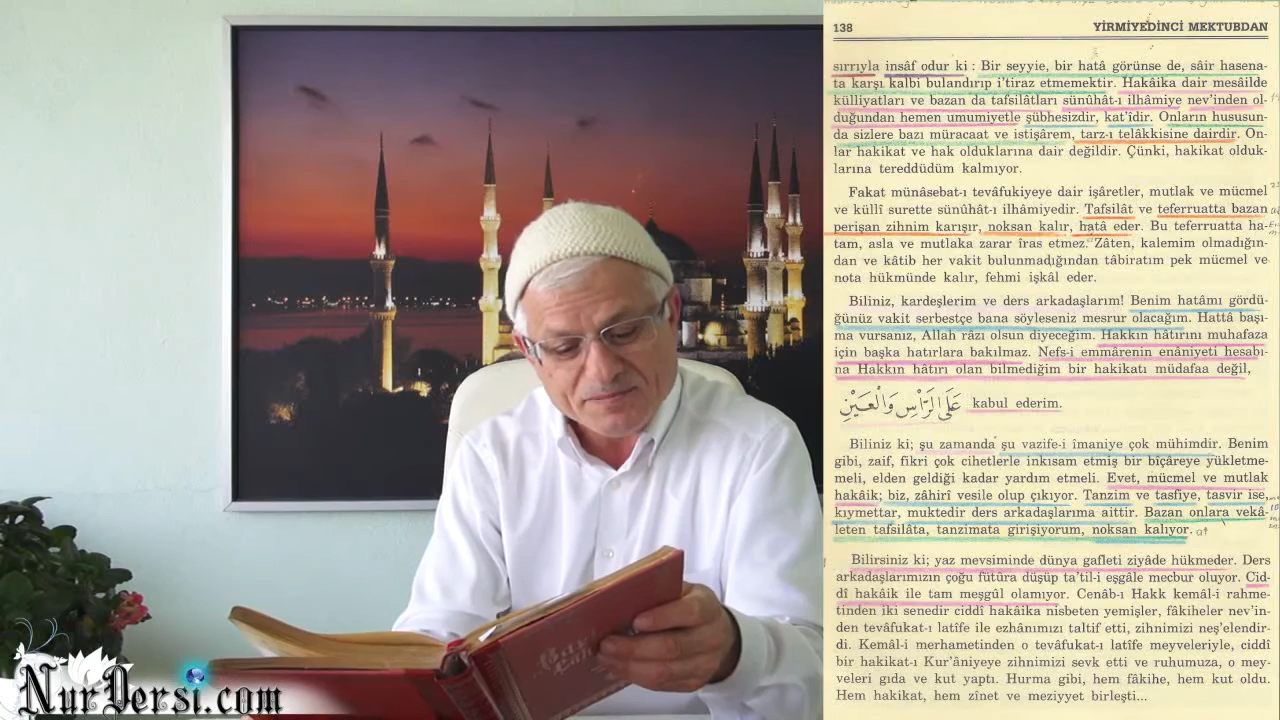 138 YİRMİYEDİNCİ MEKTUBDAN
sırrıyla insâf odur ki : Bir seyyie, bir hatâ görünse de, sâir hasena-
ta karşı kalbi bulandırıp i'tiraz etmemektir. Hakâika dair mesâilde
külliyatları ve bazan da tafsilâtları sünûhât-ı ilhâmiye nev'inden ol-
duğundan hemen umumiyetle şübhesizdir, kat'îdir. Onların hususun-
da sizlere bazı müracaat ve istişârem, tarz-ı telâkkisine dairdir. On-
lar hakikat ve hak olduklarına dair değildir. Çünki, hakikat olduk-
larına tereddüdüm kalmıyor.
Fakat münâsebat-ı tevâfukiyeye dair işâretler, mutlak ve mücmel
ve küllî surette sünûhât-ı ilhâmiyedir. Tafsilât ve teferruatta bazan
perişan zihnim karışır, noksan kalır, hatâ eder. Bu teferruatta ha-
tam, asla ve mutlaka zarar îras etmez. Zâten, kalemim olmadığın-
dan ve kâtib her vakit bulunmadığından tâbiratım pek mücmel ve
nota hükmünde kalır, fehmi işkâl eder.
Biliniz, kardeşlerim ve ders arkadaşlarım! Benim hatâmı gördü-
ğünüz vakit serbestçe bana söyleseniz mesrur olacağım. Hattâ başı-
ma vursanız, Allah râzı olsun diyeceğim. Hakkın hâtırını muhafaza
için başka hatırlara bakılmaz. Nefs-i emmârenin enâniyeti hesabı-
na Hakkın hâtırı olan bilmediğim bir hakikatı müdafaa değil,
عَلَى الرَّاْسِ وَالْعَيْنِ kabul ederim.
Biliniz ki; şu zamanda şu vazife-i îmaniye çok mühimdir. Benim
gibi, zaif, fikri çok cihetlerle inkısam etmiş bir bîçâreye yükletme-
meli, elden geldiği kadar yardım etmeli. Evet, mücmel ve mutlak
hakâik; biz, zâhirî vesile olup çıkıyor. Tanzim ve tasfiye, tasvir ise,
kıymettar, muktedir ders arkadaşlarıma aittir. Bazan onlara vekâ-
leten tafsilâta, tanzimata girişiyorum, noksan kalıyor.
Bilirsiniz ki; yaz mevsiminde dünya gafleti ziyâde hükmeder. Ders
arkadaşlarımızın çoğu fütûra düşüp ta'til-i eşgâle mecbur oluyor. Cid-
dî hakâik ile tam meşgûl olamıyor. Cenâb-ı Hakk kemâl-i rahme-
tinden iki senedir ciddî hakâika nisbeten yemişler, fâkiheler nev'in-
den tevâfukat-ı latîfe ile ezhânımızı taltif etti, zihnimizi neş'elendir-
di. Kemâl-i merhametinden o tevâfukat-ı latîfe meyveleriyle, ciddî
bir hakikat-ı Kur'âniyeye zihnimizi sevk etti ve ruhumuza, o mey-
veleri gıda ve kut yaptı. Hurma gibi, hem fâkihe, hem kut oldu.
Hem hakikat, hem zînet ve meziyyet birleşti...
NurDersi.com